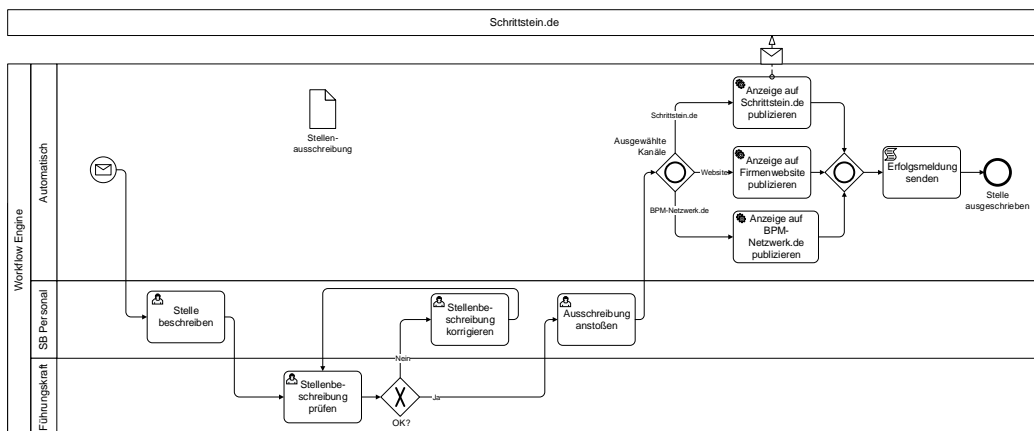 Schrittstein.de
Workflow Engine
Automatisch
SB Personal
Führungskraft
Stellen-
ausschreibung
Stelle
beschreiben
Stellenbe-
schreibung
prüfen
OK?
Nein
Ja
Stellenbe-
schreibung
korrigieren
Ausschreibung
anstoßen
Ausgewählte
Kanäle
Schrittstein.de
Website
BPM-Netzwerk.de
Anzeige auf
Schrittstein.de
publizieren
Anzeige auf
Firmenwebsite
publizieren
Anzeige auf
BPM-
Netzwerk.de
publizieren
Erfolgsmeldung
senden
Stelle
ausgeschrieben